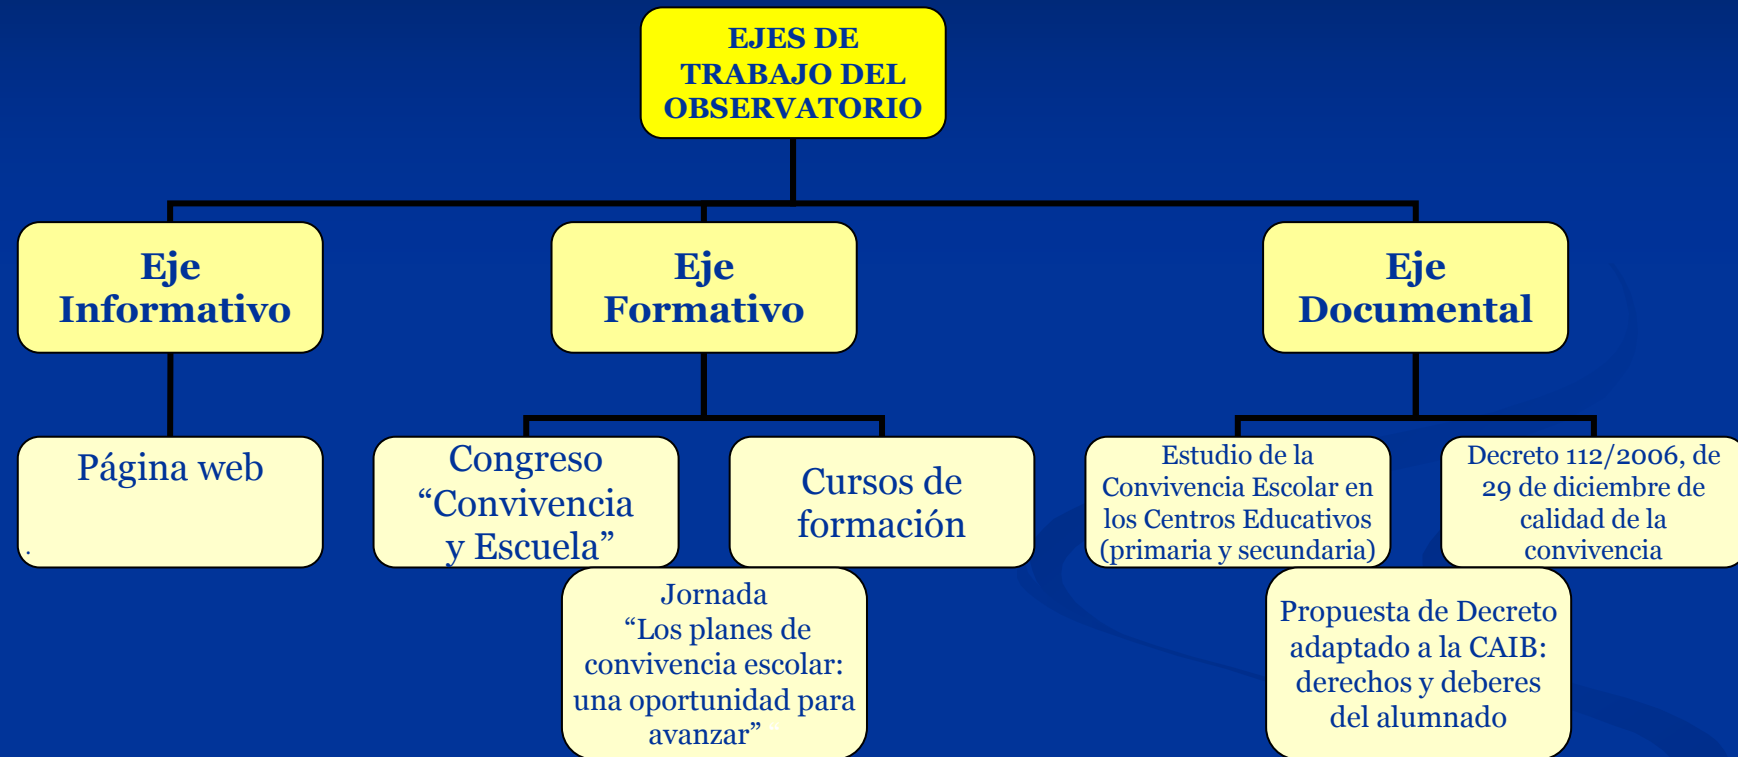 EJES DE
TRABAJO DEL
OBSERVATORIO
Eje
Informativo
Eje
Formativo
Eje
Documental
Página web
.
Congreso
“Convivencia
y Escuela”
Cursos de
formación
Jornada
“Los planes de
convivencia escolar:
una oportunidad para
avanzar” “
Estudio de la
Convivencia Escolar en
los Centros Educativos
(primaria y secundaria)
Decreto 112/2006, de
29 de diciembre de
calidad de la
convivencia
Propuesta de Decreto
adaptado a la CAIB:
derechos y deberes
del alumnado